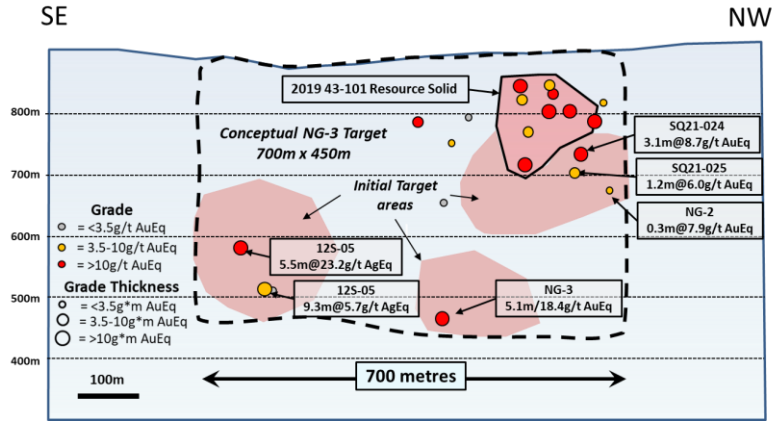 SE
NW
2019 43-101 Resource Solid
800m
Conceptual NG-3 Target
700m x 450m
SQ21-024
3.1m@8.7g/t AuEq
SQ21-025
1.2m@6.0g/t AuEq
700m
Initial Target
areas
NG-2
0.3m@7.9g/t AuEq
Grade
= <3.5g/t AuEq
= 3.5-10g/t AuEq
= >10g/t AuEq
600m
12S-05
5.5m@23.2g/t AgEq
Grade Thickness
= <3.5g*m AuEq
= 3.5-10g*m AuEq
= >10g*m AuEq
500m
12S-05
9.3m@5.7g/t AgEq
NG-3
5.1m/18.4g/t AuEq
400m
100m
700 metres